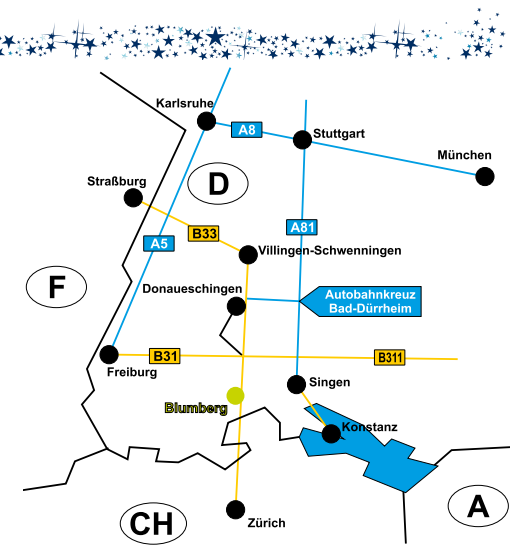 Karlsruhe
A8
Stuttgart
München
Straßburg
D
A81
B33
A5
Villingen-Schwenningen
F
Donaueschingen
Autobahnkreuz
Bad-Dürrheim
B31
B311
Freiburg
Singen
Blumberg
Konstanz
A
CH
Zürich